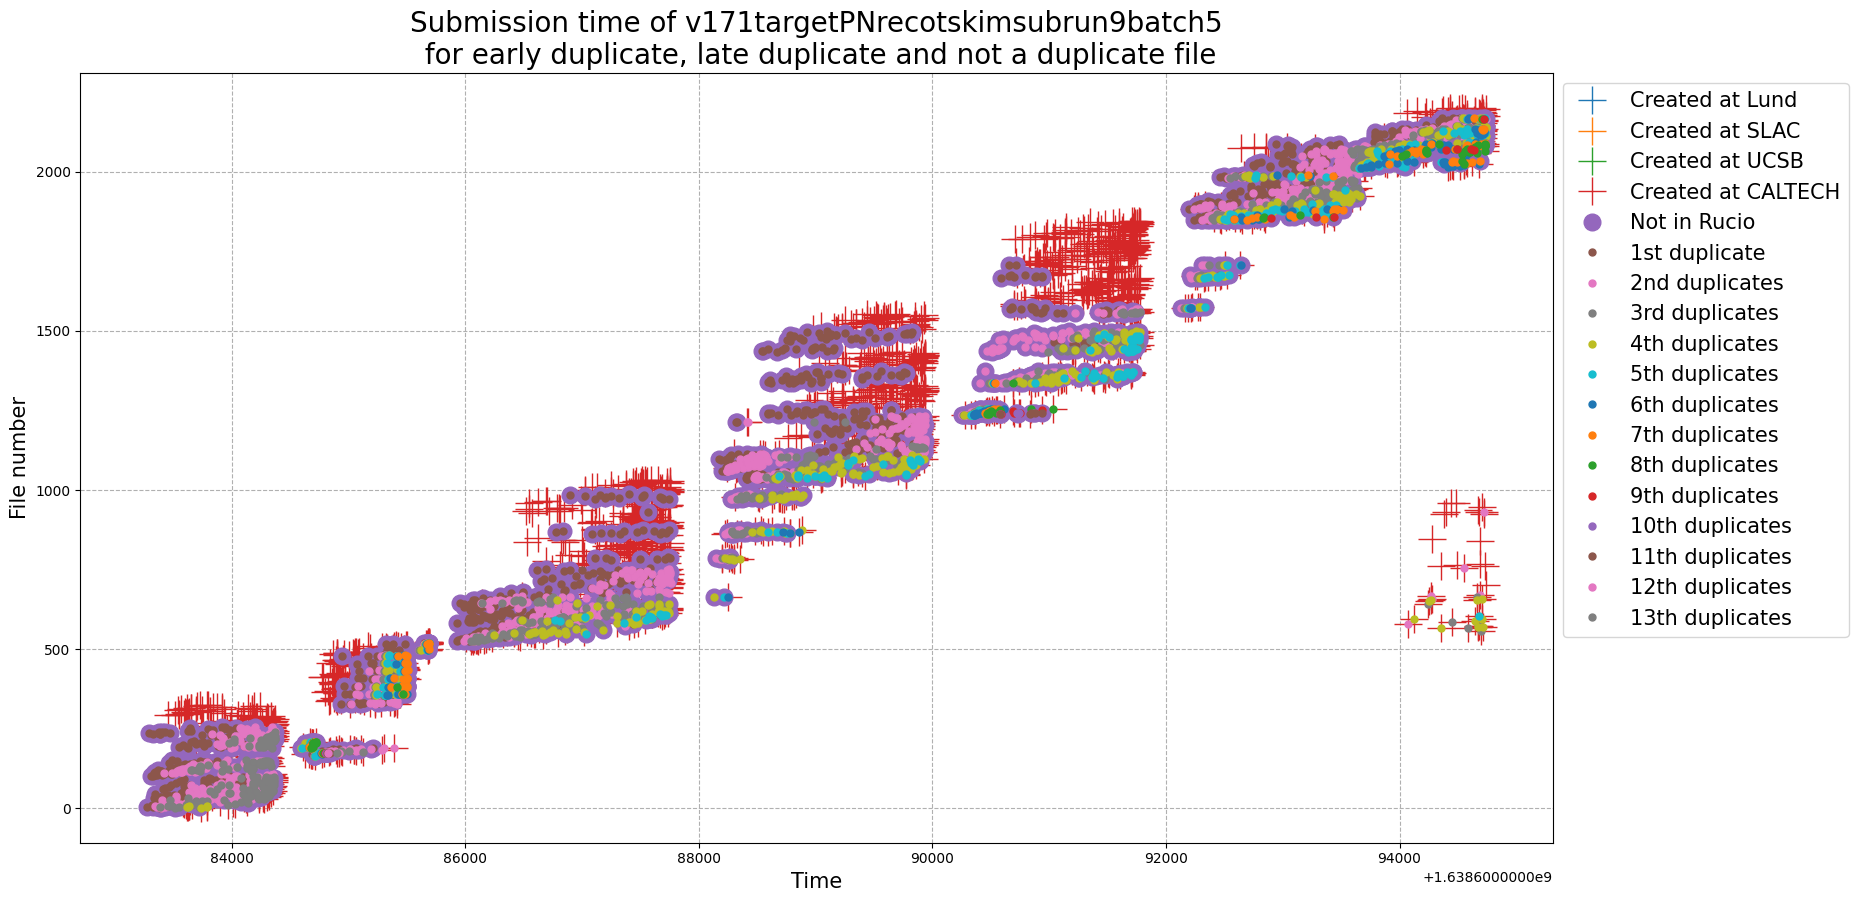 Submission time of v171targetPNrecotskimsubrun9batch5
for early duplicate, late duplicate and not a duplicate file
Created at Lund
Created at SLAC
Created at UCSB
Created at CALTECH
Not in Rucio
1st duplicate
2nd duplicates
3rd duplicates
4th duplicates
5th duplicates
6th duplicates
7th duplicates
8th duplicates
9th duplicates
10th duplicates
11th duplicates
12th duplicates
13th duplicates
File number
2000
1500
1000
500
0
84000 86000 88000 90000 92000 94000
+1.6386000000e9
Time